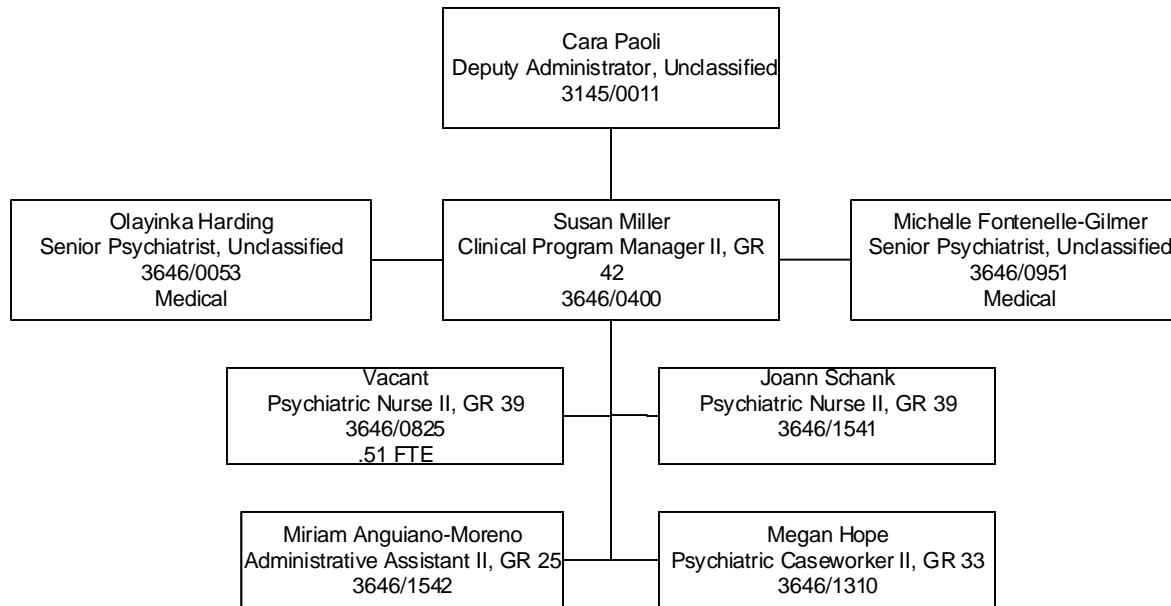 Cara Paoli
Deputy Administrator, Unclassified
3145/0011
Olayinka Harding
Senior Psychiatrist, Unclassified
3646/0053
Medical
Susan Miller
Clinical Program Manager II, GR
42
3646/0400
Michelle Fontenelle-Gilmer
Senior Psychiatrist, Unclassified
3646/0951
Medical
Vacant
Psychiatric Nurse II, GR 39
3646/0825
.51 FTE
Joann Schank
Psychiatric Nurse II, GR 39
3646/1541
Miriam Anguiano-Moreno
Administrative Assistant II, GR 25
3646/1542
Megan Hope
Psychiatric Caseworker II, GR 33
3646/1310